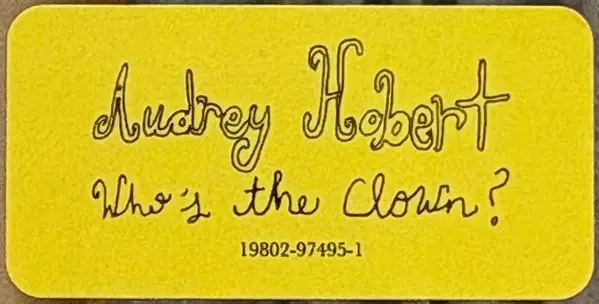 Audrey Hobert
Who's the Clown?
19802-97495-1